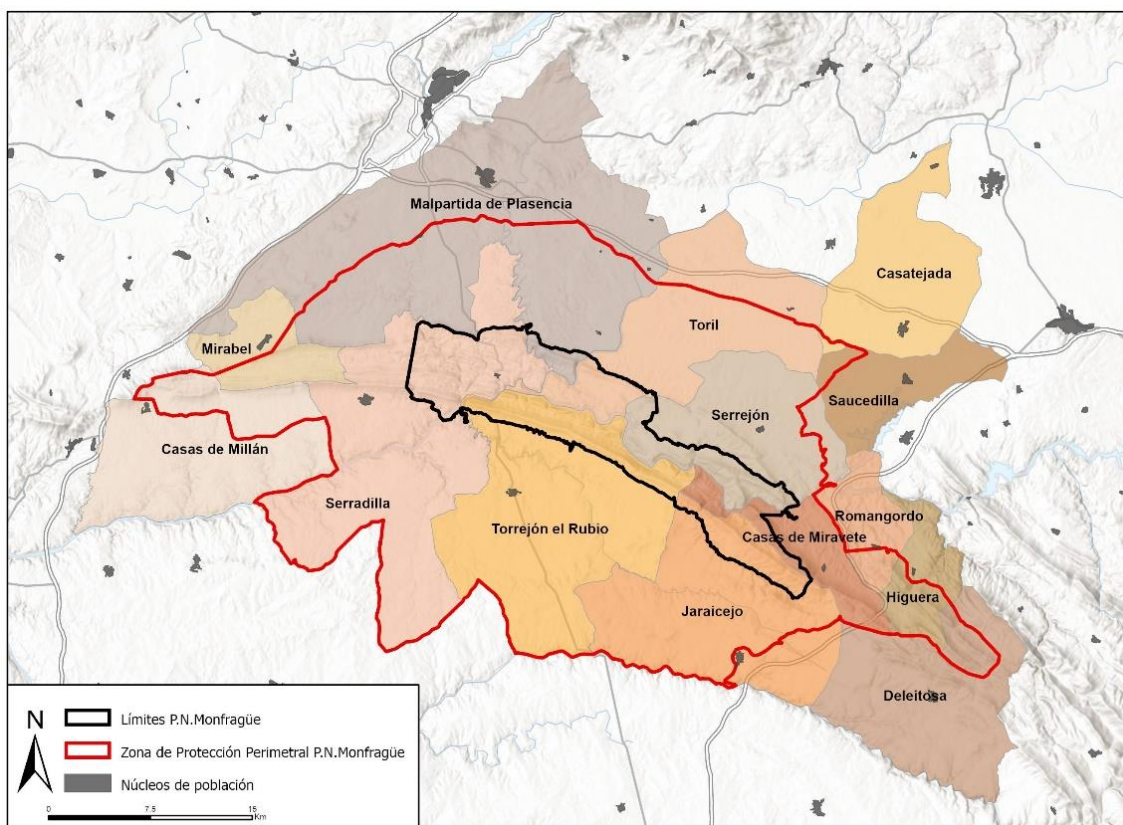 Malpartida de Plasencia
Casatejada
Toril
Mirabel
Saucedilla
Serrejón
Casas de Millán
Serradilla
Romangordo
Torrejón el Rubio
Casas de Miravete
Higuera
Jaraicejo
Deleitosa
N
Límites P.N.Monfragüe
Zona de Protección Perimetral P.N.Monfragüe
Núcleos de población
0 7.5 15
Km